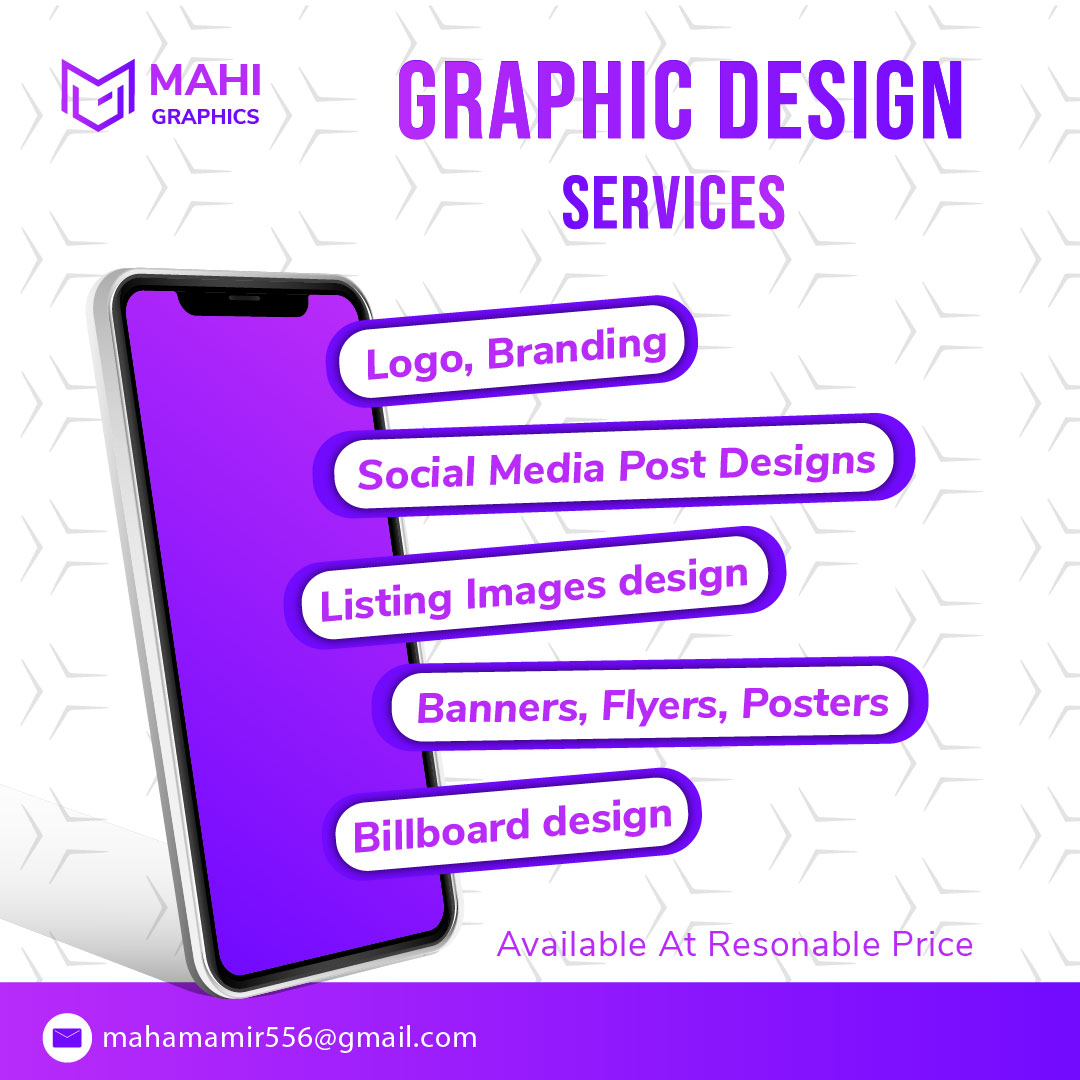 MAHI
GRAPHICS
GRAPHIC DESIGN
SERVICES
Logo, Branding
Social Media Post Designs
Listing Images design
Banners, Flyers, Posters
Billboard design
Available At Resonable Price
mahamamir556@gmail.com